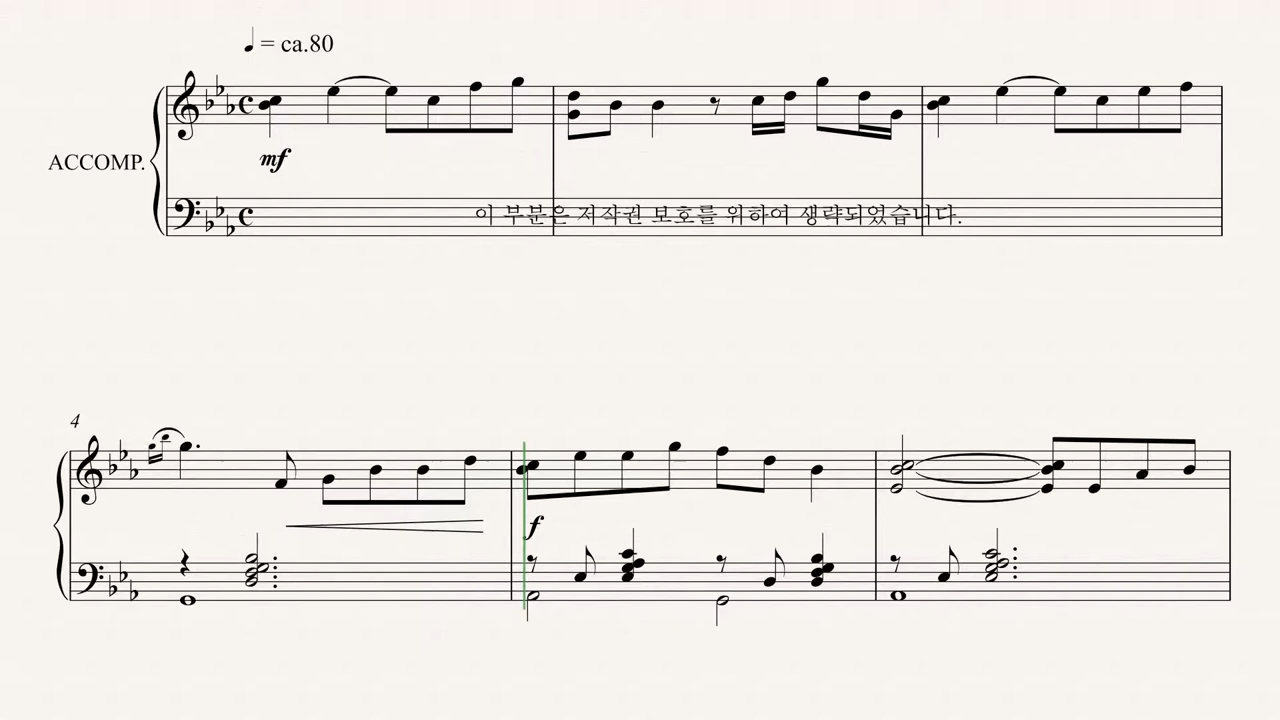 ♩ = ca.80
mf
ACCOMP.
이 부분은 저작권 보호를 위하여 생략되었습니다.
4
f